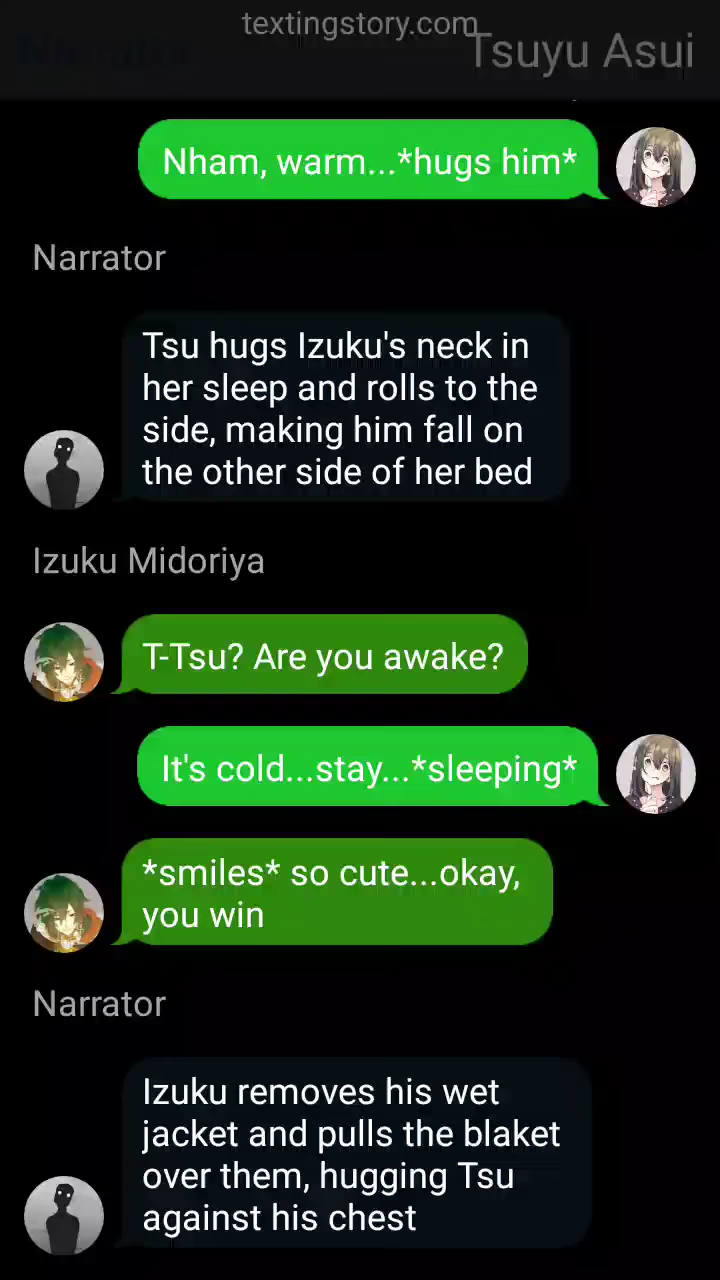 textingstory.com
Narrator
Tsuyu Asui
Nham, warm...*hugs him*
Narrator
Tsu hugs Izuku's neck in
her sleep and rolls to the
side, making him fall on
the other side of her bed
Izuku Midoriya
T-Tsu? Are you awake?
It's cold...stay...*sleeping*
*smiles* so cute...okay,
you win
Narrator
Izuku removes his wet
jacket and pulls the blaket
over them, hugging Tsu
against his chest